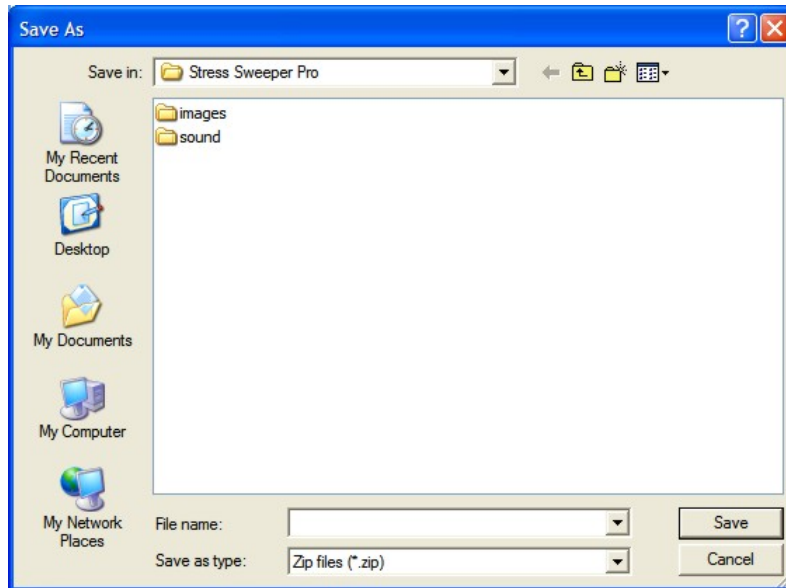 Save As
Save in:
Stress Sweeper Pro
images
sound
My Recent
Documents
Desktop
My Documents
My Computer
My Network
Places
File name:
Save
Save as type:
Zip files (*.zip)
Cancel